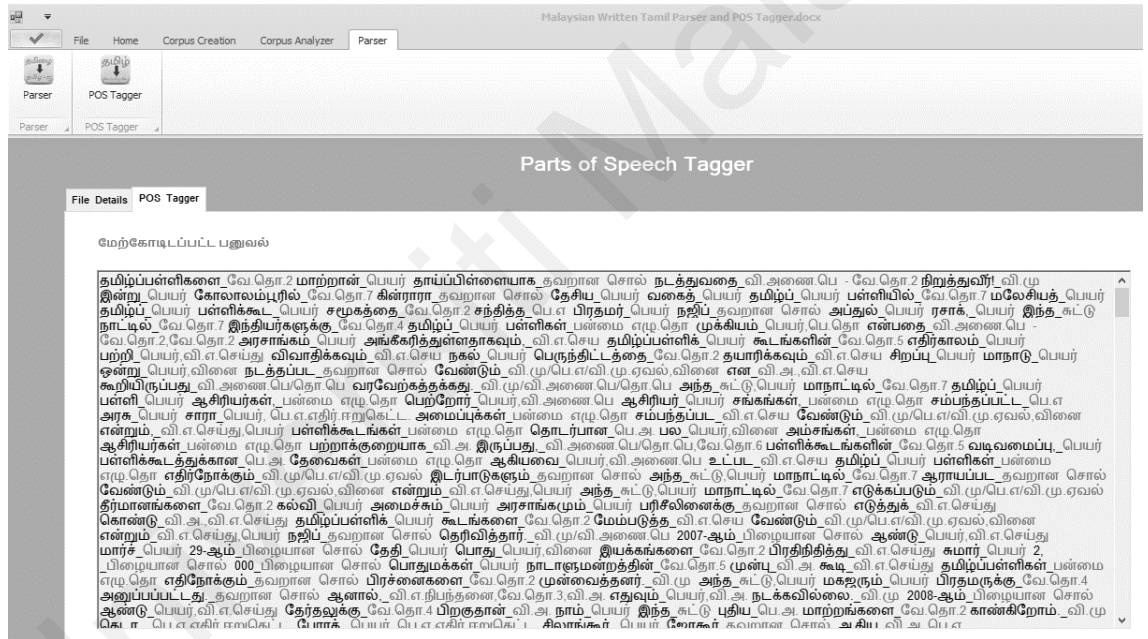 Malaysian Written Tamil Parser and POS Tagger.docx
File Home Corpus Creation Corpus Analyzer Parser
Parser POS Tagger
Parser POS Tagger
Parts of Speech Tagger
File Details POS Tagger
மேற்கோடிடப்பட்ட பனுவல்
தமிழ்ப்பள்ளிகளை_வே.தொ.2 மாற்றான்_பெயர் தாய்ப்பிள்ளையாக_தவறான சொல் நடத்துவதை_வி.அணை.பெ - வே.தொ.2 நிறுத்துவீர்!_வி.மு
இன்று_பெயர் கோலாலம்பூரில்_வே.தொ.7 கின்ராரா_தவறான சொல் தேசிய_பெயர் வகைத்_பெயர் தமிழ்ப்_பெயர் பள்ளியில்_வே.தொ.7 மலேசியத்_பெயர்
தமிழ்ப்_பெயர் பள்ளிக்கூட_பெயர் சமூகத்தை_வே.தொ.2 சந்தித்த_பெ.எ பிரதமர்_பெயர் நஜிப்_தவறான சொல் அப்துல்_பெயர் ரசாக்,_பெயர் இந்த_சுட்டு
நாட்டில்_வே.தொ.7 இந்தியர்களுக்கு_வே.தொ.4 தமிழ்ப்_பெயர் பள்ளிகள்_பன்மை எழு.தொ முக்கியம்_பெயர்,பெ.தொ என்பதை_வி.அணை.பெ -
வே.தொ.2,வே.தொ.2 அரசாங்கம்_பெயர் அங்கீகரித்துள்ளதாகவும்,_வி.எ.செய தமிழ்ப்பள்ளிக்_பெயர் கூடங்களின்_வே.தொ.5 எதிர்காலம்_பெயர்
பற்றி_பெயர்,வி.எ.செய்து விவாதிக்கவும்_வி.எ.செய நகல்_பெயர் பெருந்திட்டத்தை_வே.தொ.2 தயாரிக்கவும்_வி.எ.செய சிறப்பு_பெயர் மாநாடு_பெயர்
ஒன்று_பெயர்,வினை நடத்தப்பட_தவறான சொல் வேண்டும்_வி.மு/பெ.எ/வி.மு.ஏவல்,வினை என_வி.அ.,வி.எ.செய
கூறியிருப்பது_வி.அணை.பெ/தொ.பெ வரவேற்கத்தக்கது._வி.மு/வி.அணை.பெ/தொ.பெ அந்த_சுட்டு,பெயர் மாநாட்டில்_வே.தொ.7 தமிழ்ப்_பெயர்
பள்ளி_பெயர் ஆசிரியர்கள்,_பன்மை எழு.தொ பெற்றோர்_பெயர்,வி.அணை.பெ ஆசிரியர்_பெயர் சங்கங்கள்,_பன்மை எழு.தொ சம்பந்தப்பட்ட_பெ.எ
அரசு_பெயர் சாரா_பெயர், பெ.எ.எதிர்.ஈறுகெட்ட. அமைப்புக்கள்_பன்மை எழு.தொ சம்பந்தப்பட_வி.எ.செய வேண்டும்_வி.மு/பெ.எ/வி.மு.ஏவல்,வினை
என்றும்,_வி.எ.செய்து,பெயர் பள்ளிக்கூடங்கள்_பன்மை எழு.தொ தொடர்பான_பெ.அ. பல_பெயர்,வினை அம்சங்கள்,_பன்மை எழு.தொ
ஆசிரியர்கள்_பன்மை எழு.தொ பற்றாக்குறையாக_வி.அ. இருப்பது,_வி.அணை.பெ/தொ.பெ,வே.தொ.6 பள்ளிக்கூடங்களின்_வே.தொ.5 வடிவமைப்பு,_பெயர்
பள்ளிக்கூடத்துக்கான_பெ.அ. தேவைகள்_பன்மை எழு.தொ ஆகியவை_பெயர்,வி.அணை.பெ உட்பட_வி.எ.செய தமிழ்ப்_பெயர் பள்ளிகள்_பன்மை
எழு.தொ எதிர்நோக்கும்_வி.மு/பெ.எ/வி.மு.ஏவல் இடர்பாடுகளும்_தவறான சொல் அந்த_சுட்டு,பெயர் மாநாட்டில்_வே.தொ.7 ஆராயப்பட_தவறான சொல்
வேண்டும்_வி.மு/பெ.எ/வி.மு.ஏவல்,வினை என்றும்_வி.எ.செய்து,பெயர் அந்த_சுட்டு,பெயர் மாநாட்டில்_வே.தொ.7 எடுக்கப்படும்_வி.மு/பெ.எ/வி.மு.ஏவல்
தீர்மானங்களை_வே.தொ.2 கல்வி_பெயர் அமைச்சும்_பெயர் அரசாங்கமும்_பெயர் பரிசீலினைக்கு_தவறான சொல் எடுத்துக்_வி.எ.செய்து
கொண்டு_வி.அ.,வி.எ.செய்து தமிழ்ப்பள்ளிக்_பெயர் கூடங்களை_வே.தொ.2 மேம்படுத்த_வி.எ.செய வேண்டும்_வி.மு/பெ.எ/வி.மு.ஏவல்,வினை
என்றும்_வி.எ.செய்து,பெயர் நஜிப்_தவறான சொல் தெரிவித்தார்._வி.மு/வி.அணை.பெ 2007-ஆம்_பிழையான சொல் ஆண்டு_பெயர்,வி.எ.செய்து
மார்ச்_பெயர் 29-ஆம்_பிழையான சொல் தேதி_பெயர் பொது_பெயர்,வினை இயக்கங்களை_வே.தொ.2 பிரதிநிதித்து_வி.எ.செய்து சுமார்_பெயர் 2,
_பிழையான சொல் 000_பிழையான சொல் பொதுமக்கள்_பெயர் நாடாளுமன்றத்தின்_வே.தொ.5 முன்பு_வி.அ. கூடி_வி.எ.செய்து தமிழ்ப்பள்ளிகள்_பன்மை
எழு.தொ எதிநோக்கும்_தவறான சொல் பிரச்னைகளை_வே.தொ.2 முன்வைத்தனர்._வி.மு அந்த_சுட்டு,பெயர் மகஜரும்_பெயர் பிரதமருக்கு_வே.தொ.4
அனுப்பப்பட்டது._தவறான சொல் ஆனால்,_வி.எ.நிபந்தனை,வே.தொ.3,வி.அ. எதுவும்_பெயர்,வி.அ. நடக்கவில்லை._வி.மு 2008-ஆம்_பிழையான சொல்
ஆண்டு_பெயர்,வி.எ.செய்து தேர்தலுக்கு_வே.தொ.4 பிறகுதான்_வி.அ. நாம்_பெயர் இந்த_சுட்டு புதிய_பெ.அ. மாற்றங்களை_வே.தொ.2 காண்கிறோம்._வி.மு